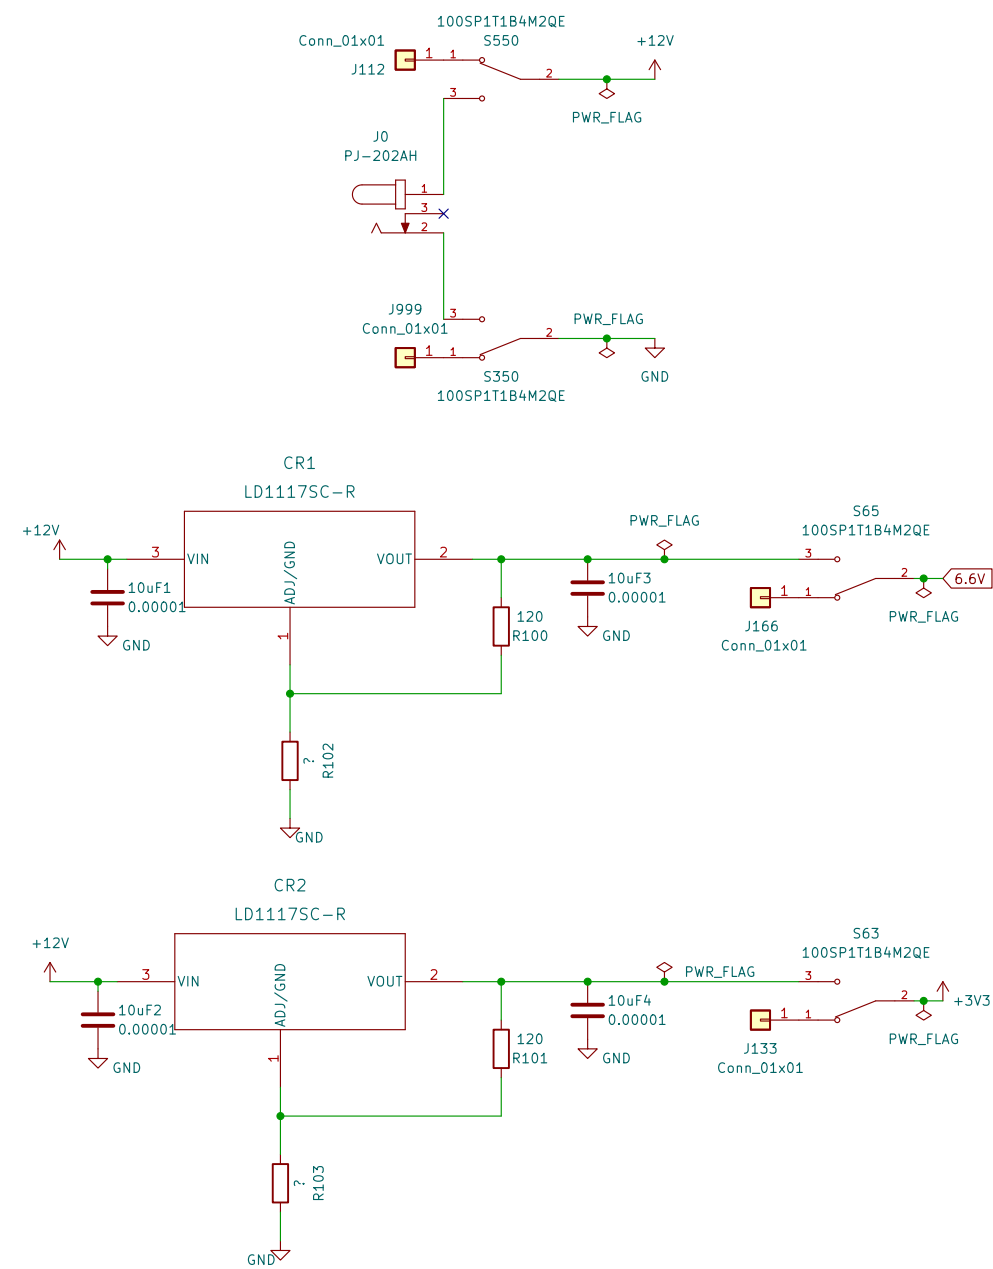 100SP1T1B4M2QE
S550
Conn_01x01
J112
1
1
2
3
+12V
PWR_FLAG
J0
PJ-202AH
1
3
2
J999
Conn_01x01
1
3
1
2
S350
100SP1T1B4M2QE
PWR_FLAG
GND
CR1
LD1117SC-R
+12V
3
VIN
ADJ/GND
VOUT
2
1
10uF1
0.00001
GND
120
R100
10uF3
0.00001
GND
PWR_FLAG
S65
100SP1T1B4M2QE
3
2
1
1
J166
Conn_01x01
6.6V
PWR_FLAG
?
R102
GND
CR2
LD1117SC-R
+12V
3
VIN
ADJ/GND
VOUT
2
1
10uF2
0.00001
GND
120
R101
10uF4
0.00001
GND
PWR_FLAG
S63
100SP1T1B4M2QE
3
2
1
1
J133
Conn_01x01
+3V3
PWR_FLAG
?
R103
GND